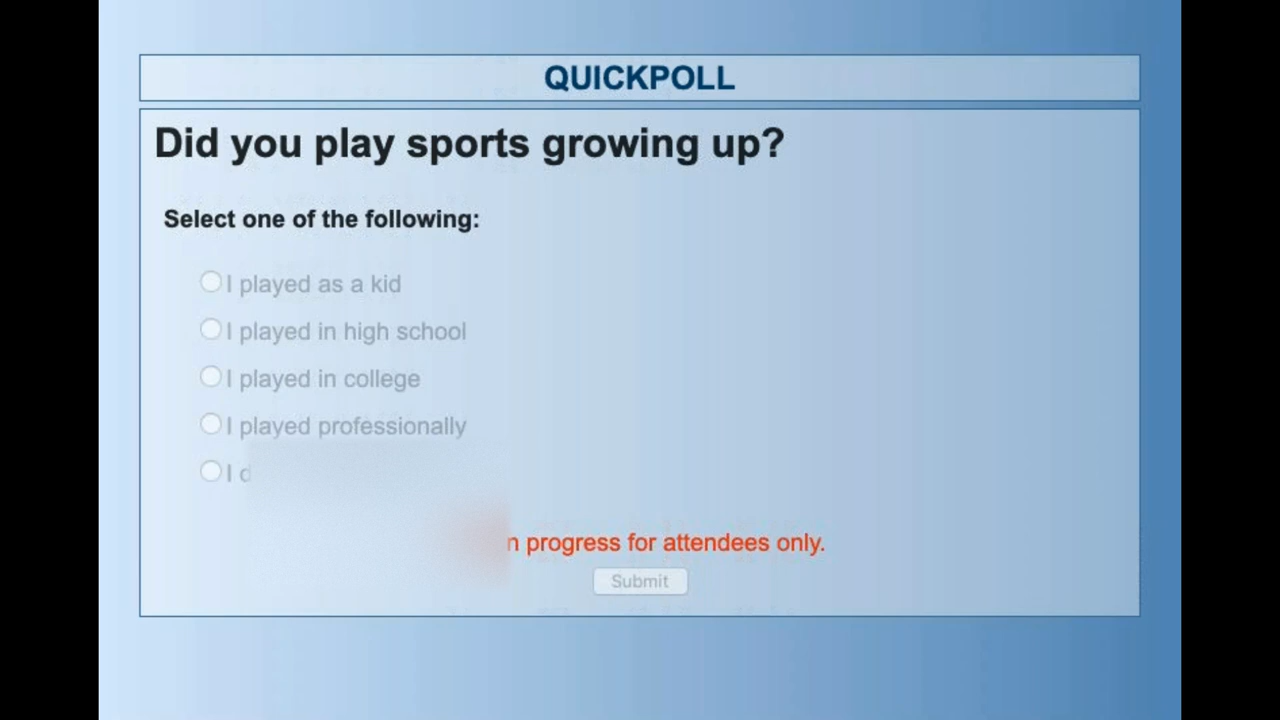 QUICKPOLL
Did you play sports growing up?
Select one of the following:
I played as a kid
I played in high school
I played in college
I played professionally
I
progress for attendees only.
Submit